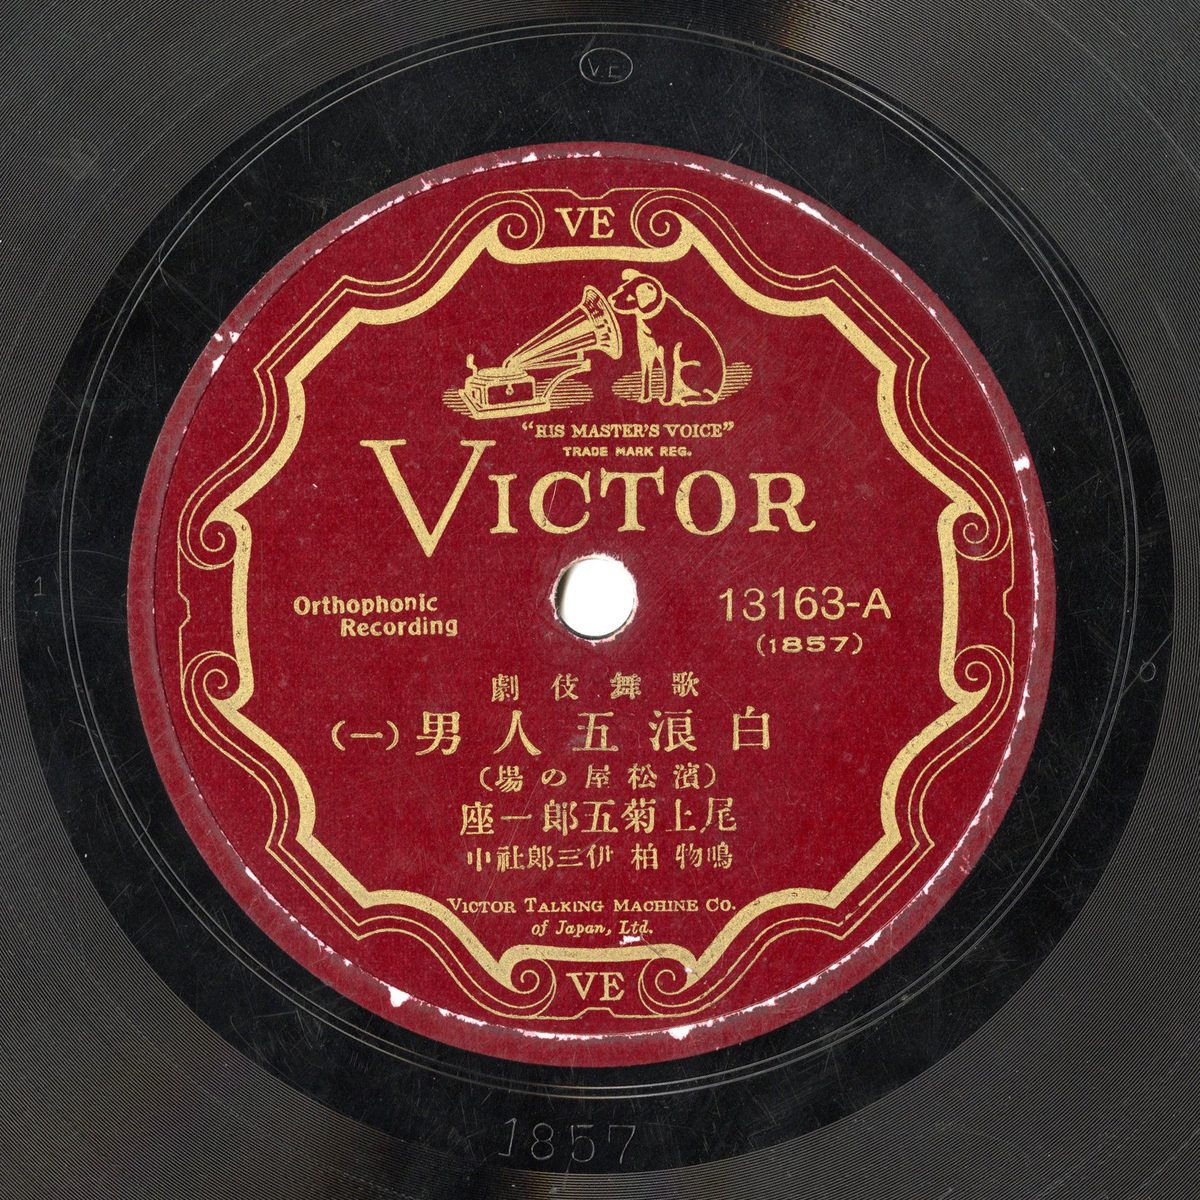 V.E
VE
"HIS MASTER'S VOICE"
TRADE MARK REG.
VICTOR
Orthophonic
Recording
13163-A
(1857)
歌舞伎劇
白浪五人男(一)
(濱松屋の場)
尾上菊五郎一座
鳴物 柏 伊三郎社中
VICTOR TALKING MACHINE CO.
of Japan, Ltd.
VE
1857
1